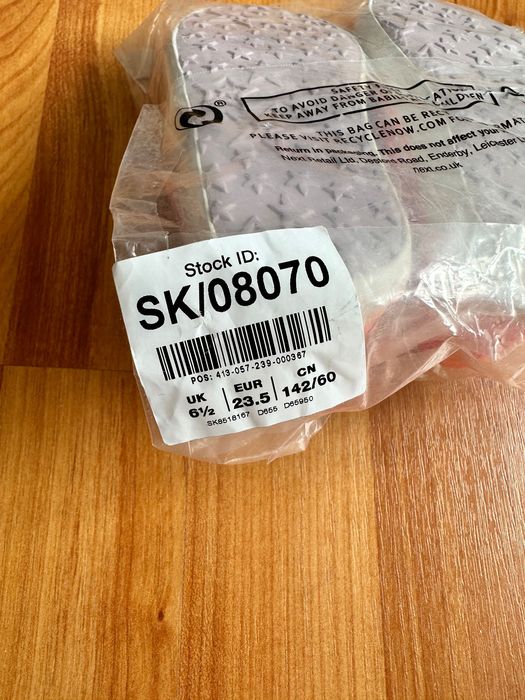 ®
SAFETY
TO AVOID DANGER OF
KEEP AWAY FROM BABIES
CHILDREN
THIS BAG CAN BE
PLEASE VISIT RECYCLENOW.COM
Return in packaging. This does not affect your
Next Retail Ltd, Desford Road, Enderby, Leicester
next.co.uk
Stock ID:
SK/08070
POS: 413-057-239-000367
UK EUR CN
6½ 23.5 142/60
SK8518167 D655 D65950